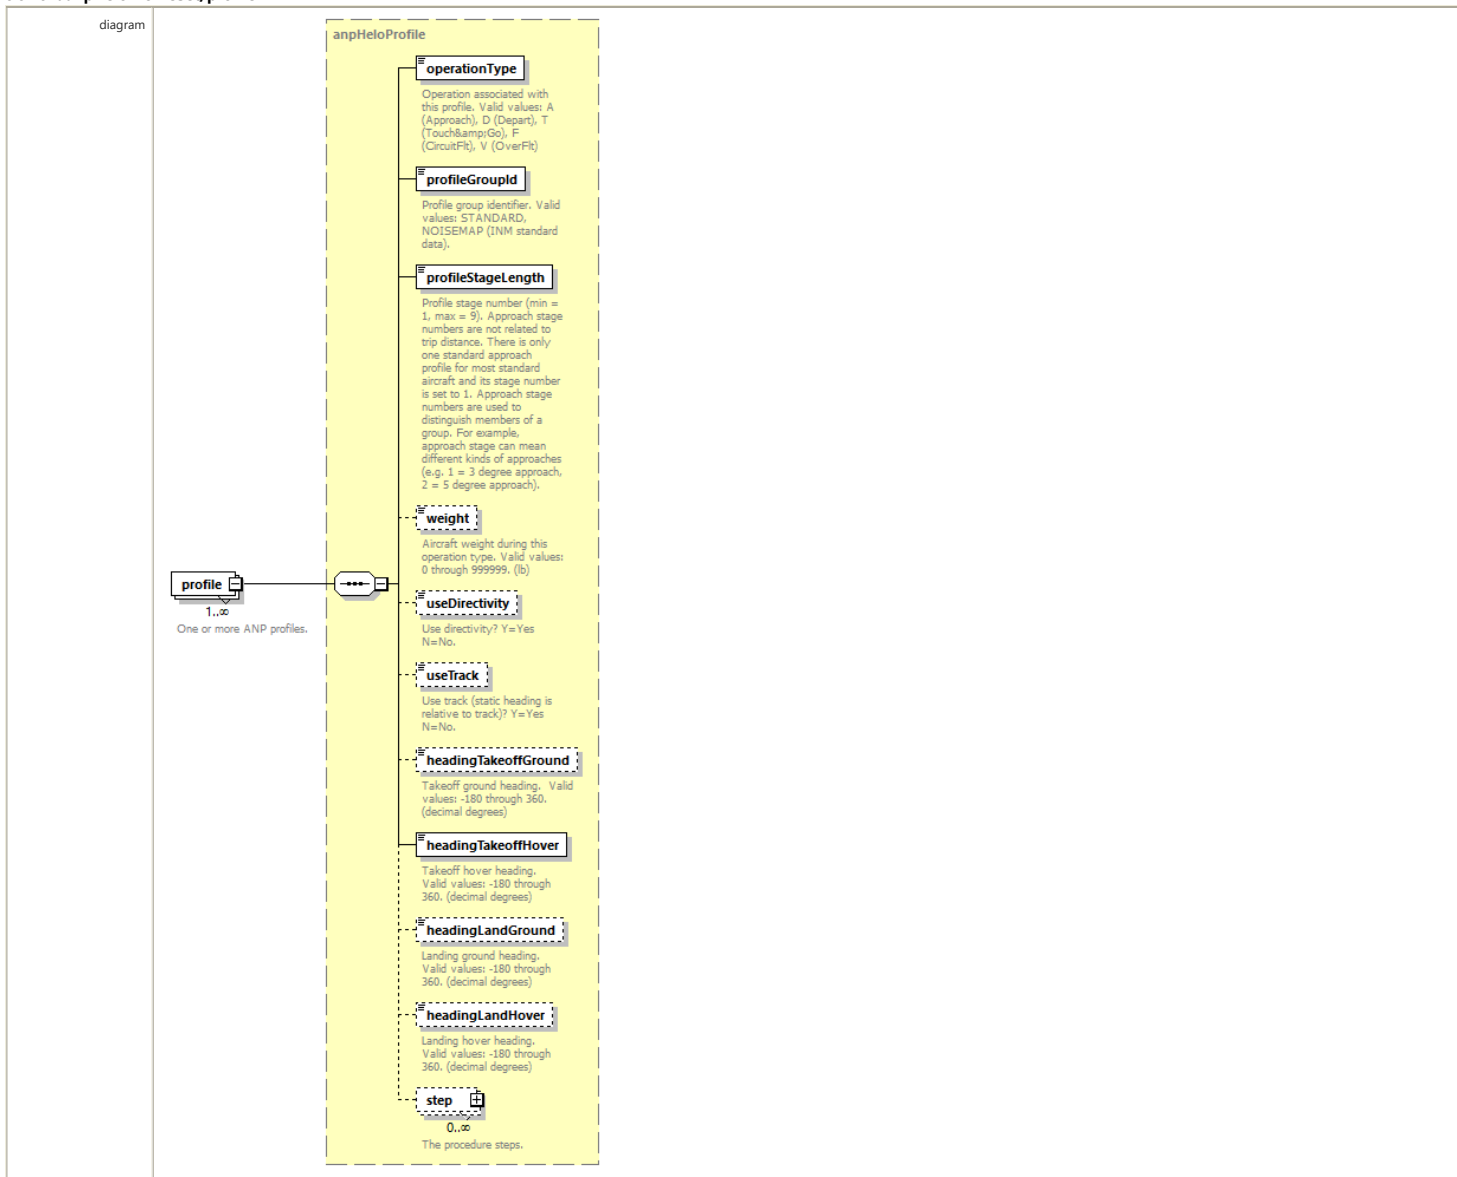 diagram
anpHeloProfile
operationType
Operation associated with
this profile. Valid values: A
(Approach), D (Depart), T
(Touch&amp;Go), F
(CircuitFlt), V (OverFlt)
profileGroupId
Profile group identifier. Valid
values: STANDARD,
NOISEMAP (INM standard
data).
profileStageLength
Profile stage number (min =
1, max = 9). Approach stage
numbers are not related to
trip distance. There is only
one standard approach
profile for most standard
aircraft and its stage number
is set to 1. Approach stage
numbers are used to
distinguish members of a
group. For example,
approach stage can mean
different kinds of approaches
(e.g. 1 = 3 degree approach,
2 = 5 degree approach).
weight
Aircraft weight during this
operation type. Valid values:
0 through 999999. (lb)
profile
1..∞
One or more ANP profiles.
useDirectivity
Use directivity? Y=Yes
N=No.
useTrack
Use track (static heading is
relative to track)? Y=Yes
N=No.
headingTakeoffGround
Takeoff ground heading.  Valid
values: -180 through 360.
(decimal degrees)
headingTakeoffHover
Takeoff hover heading.
Valid values: -180 through
360. (decimal degrees)
headingLandGround
Landing ground heading.
Valid values: -180 through
360. (decimal degrees)
headingLandHover
Landing hover heading.
Valid values: -180 through
360. (decimal degrees)
step
0..∞
The procedure steps.